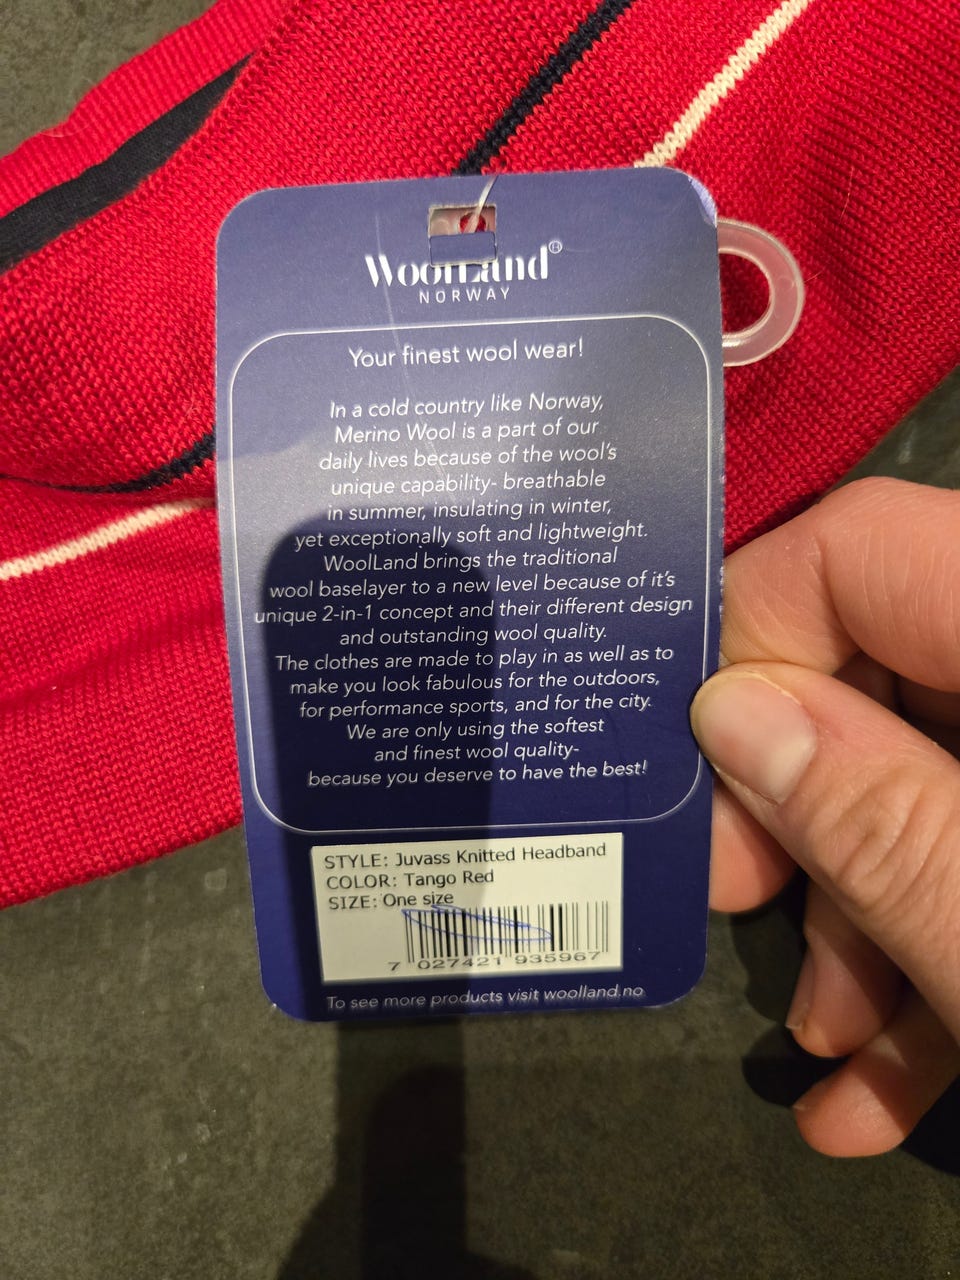 WoolLand®
NORWAY
Your finest wool wear!
In a cold country like Norway,
Merino Wool is a part of our
daily lives because of the wool's
unique capability- breathable
in summer, insulating in winter,
yet exceptionally soft and lightweight.
WoolLand brings the traditional
wool baselayer to a new level because of it's
unique 2-in-1 concept and their different design
and outstanding wool quality.
The clothes are made to play in as well as to
make you look fabulous for the outdoors,
for performance sports, and for the city.
We are only using the softest
and finest wool quality-
because you deserve to have the best!
STYLE: Juvass Knitted Headband
COLOR: Tango Red
SIZE: One size
7 027421 935967
To see more products visit woolland.no